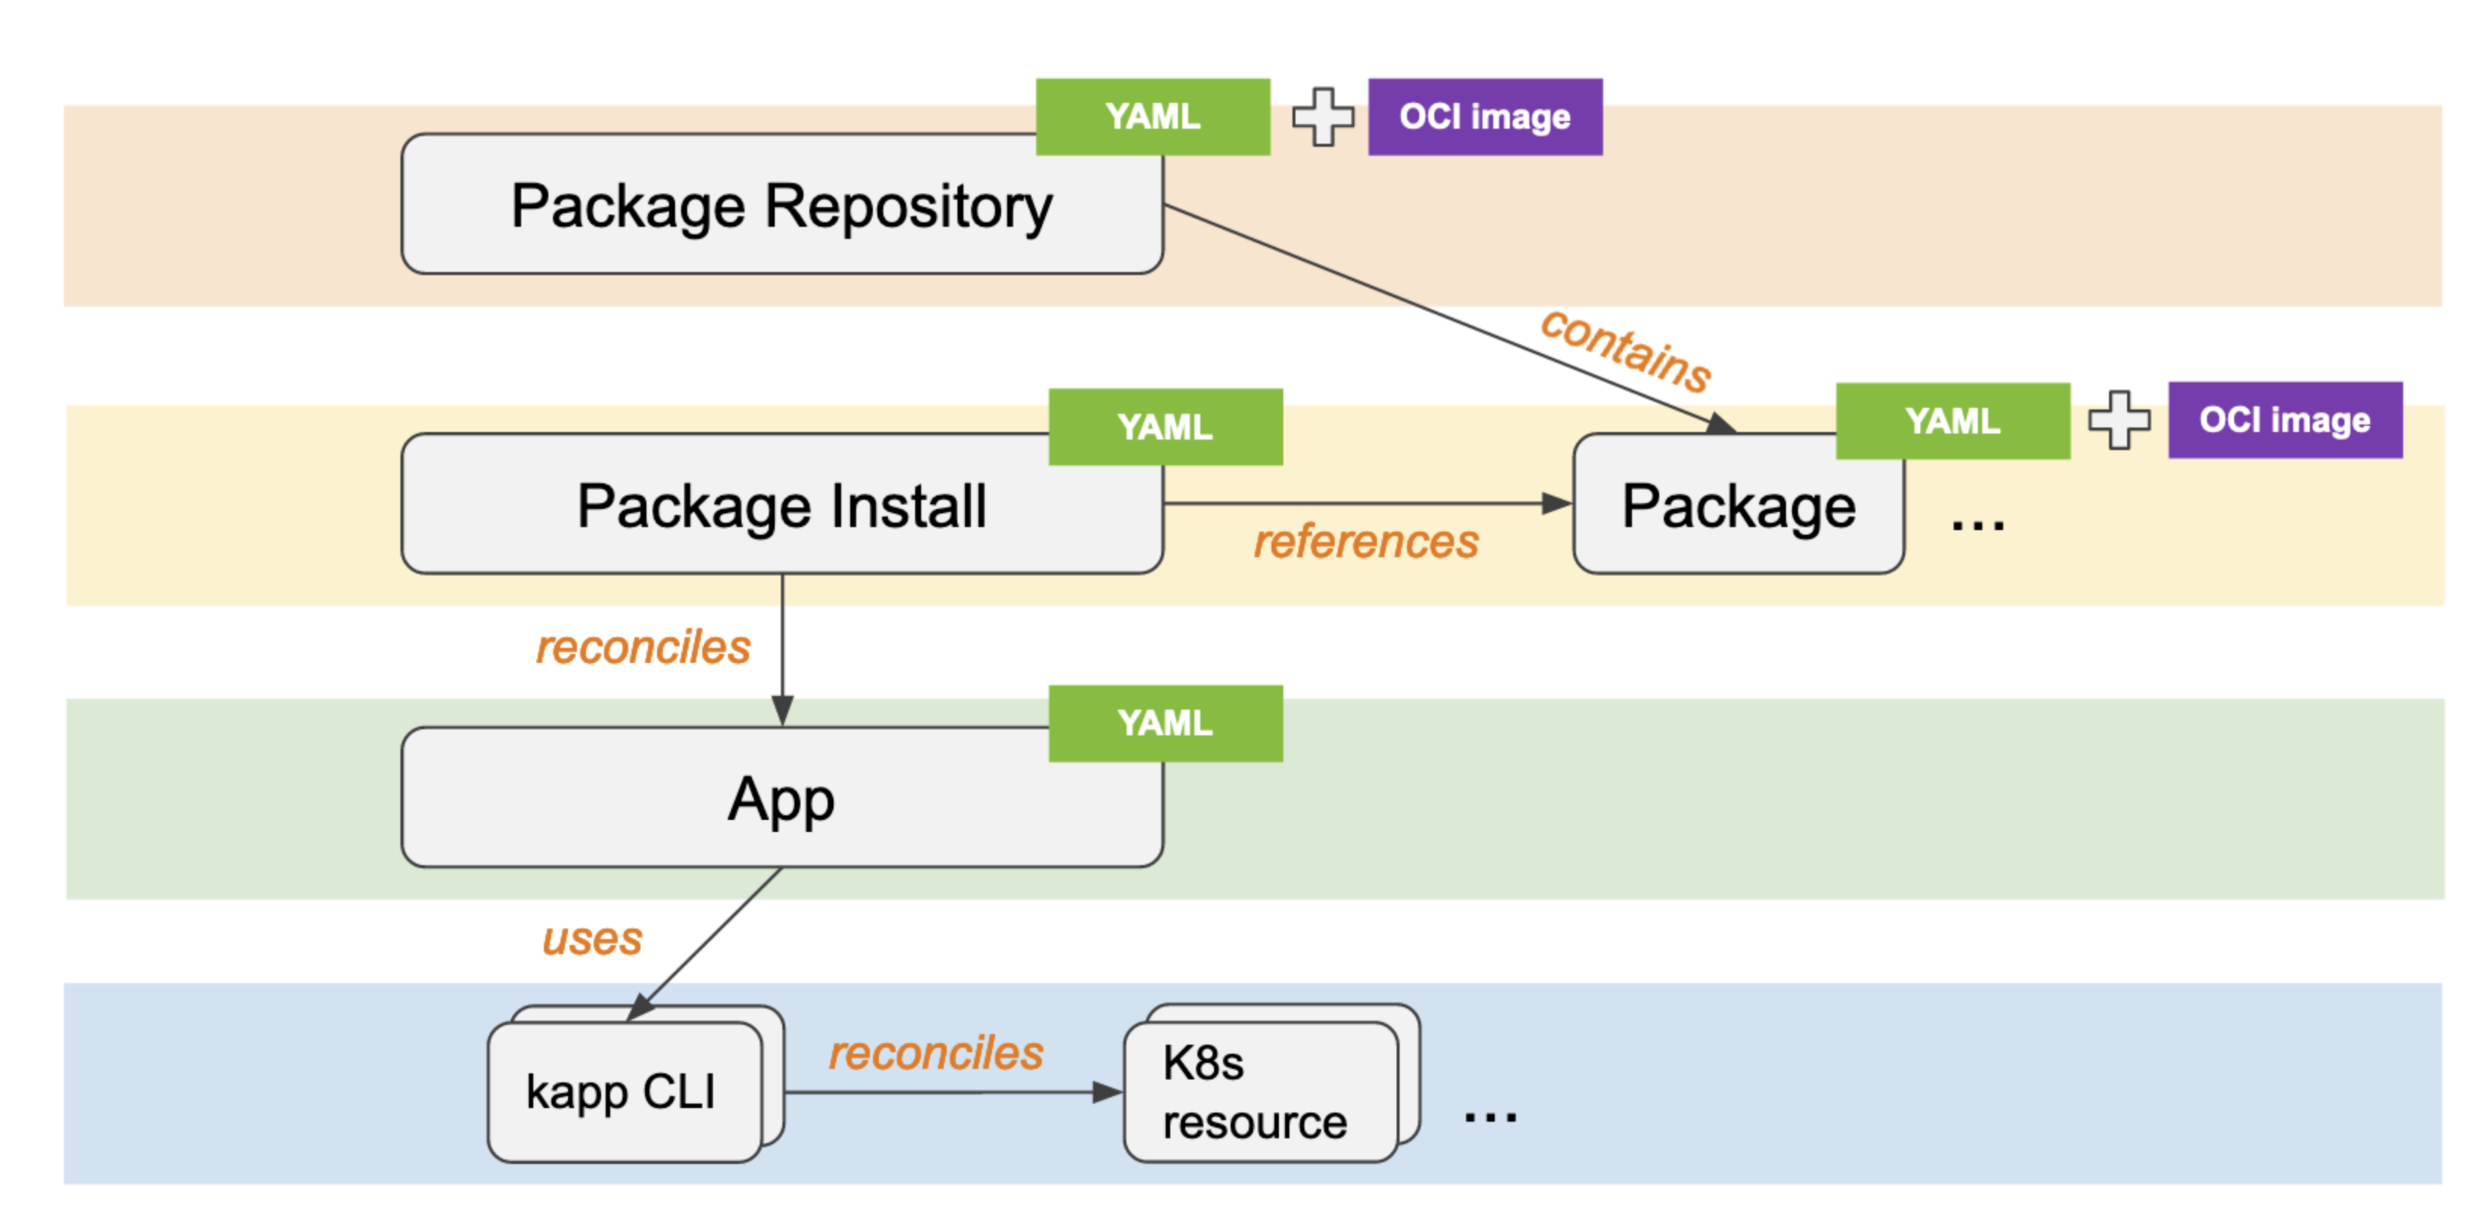 YAML
OCI image
Package Repository
contains
YAML
YAML
OCI image
Package Install
references
Package
...
reconciles
YAML
App
uses
kapp CLI
reconciles
K8s
resource
...